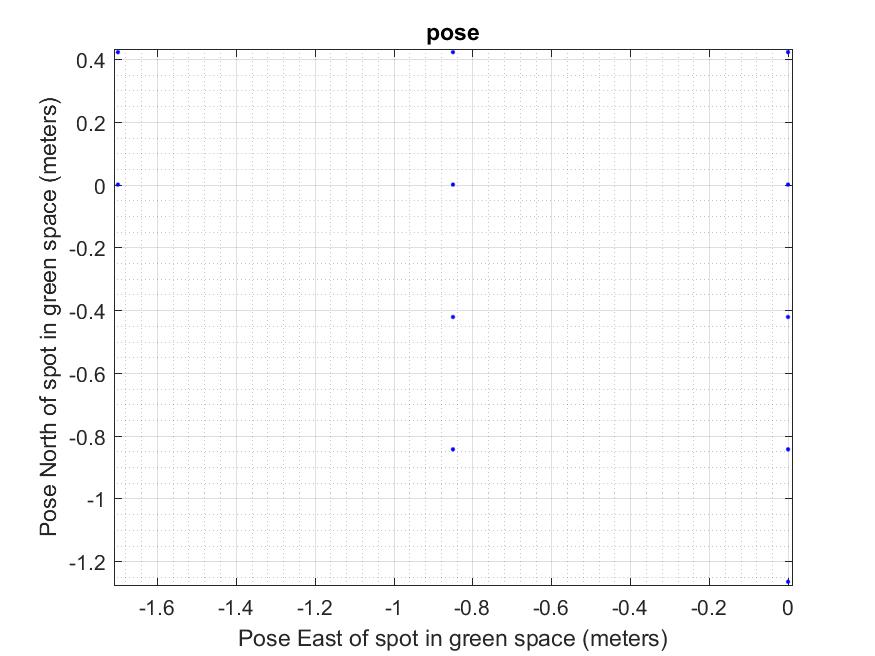 pose
0.4
0.2
0
-0.2
-0.4
-0.6
-0.8
-1
-1.2
Pose North of spot in green space (meters)
-1.6 -1.4 -1.2 -1 -0.8 -0.6 -0.4 -0.2 0
Pose East of spot in green space (meters)